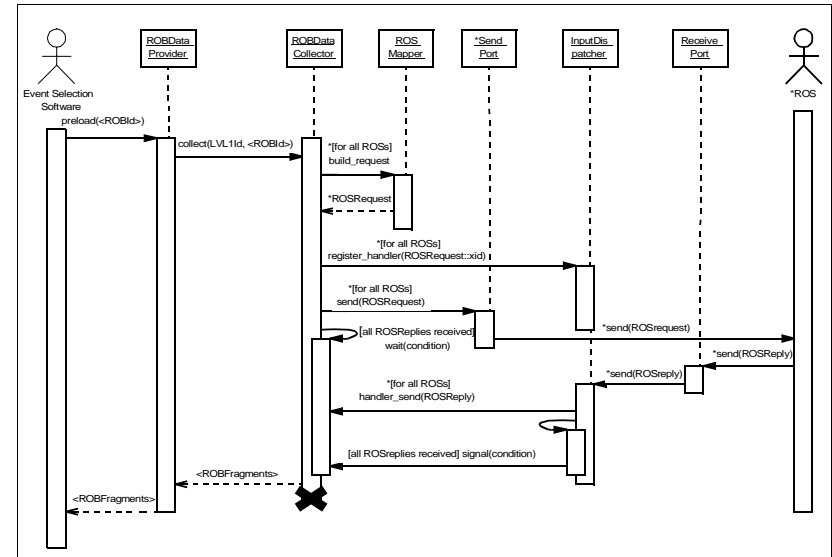 ROBData
Provider
ROBData
Collector
ROS
Mapper
*Send
Port
InputDis
patcher
Receive
Port
Event Selection
Software
*ROS
preload(<ROBId>)
collect(LVL1Id, <ROBId>)
*[for all ROSs]
build_request
*ROSRequest
*[for all ROSs]
register_handler(ROSRequest::xid)
*[for all ROSs]
send(ROSRequest)
[all ROSReplies received]
wait(condition)
*send(ROSrequest)
*send(ROSReply)
*send(ROSreply)
*[for all ROSs]
handler_send(ROSReply)
[all ROSreplies received] signal(condition)
<ROBFragments>
<ROBFragments>